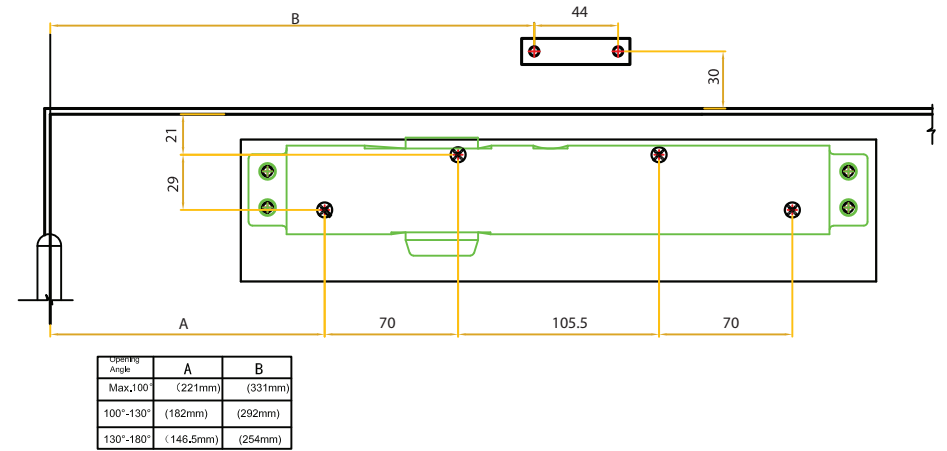 B
44
30
21
29
A
70
105.5
70
Opening
Angle
A
B
Max.100°
（221mm)
(331mm)
100°-130°
(182mm)
(292mm)
130°-180°
（146.5mm)
(254mm)